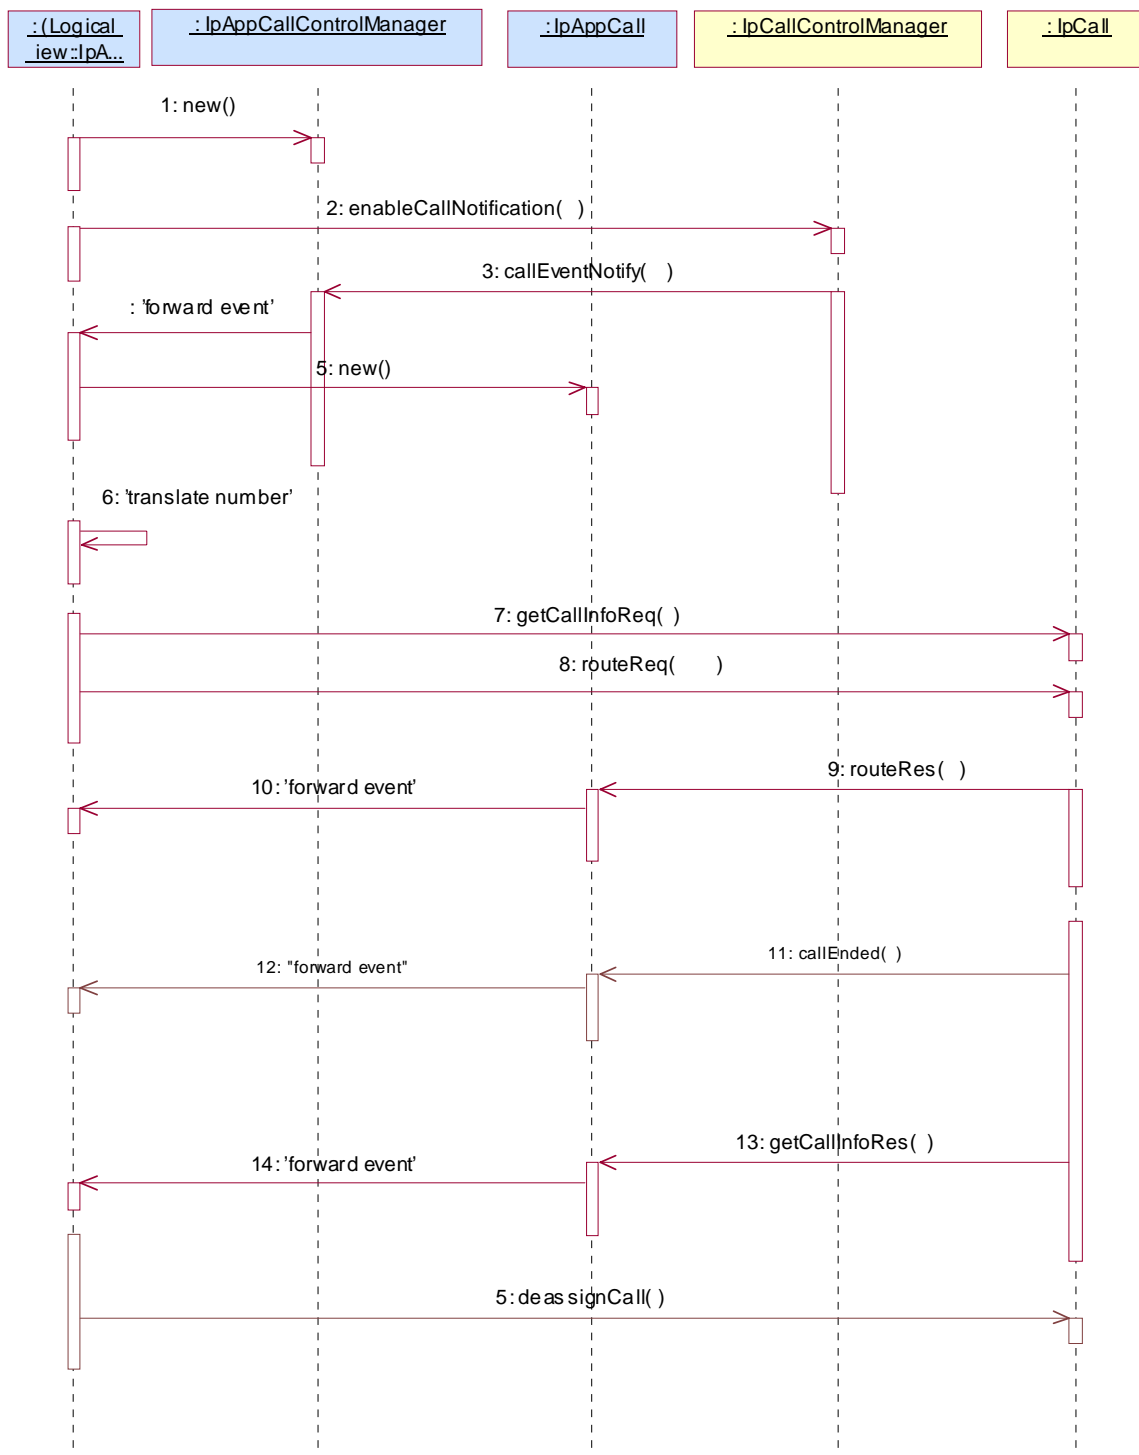 : (Logical
iew::IpA...
: IpAppCallControlManager
: IpAppCall
: IpCallControlManager
: IpCall
1: new()
2: enableCallNotification( )
3: callEventNotify( )
: 'forward event'
5: new()
6: 'translate number'
7: getCallInfoReq( )
8: routeReq( )
9: routeRes( )
10: 'forward event'
11: callEnded( )
12: "forward event"
13: getCallInfoRes( )
14: 'forward event'
5: deassignCall( )